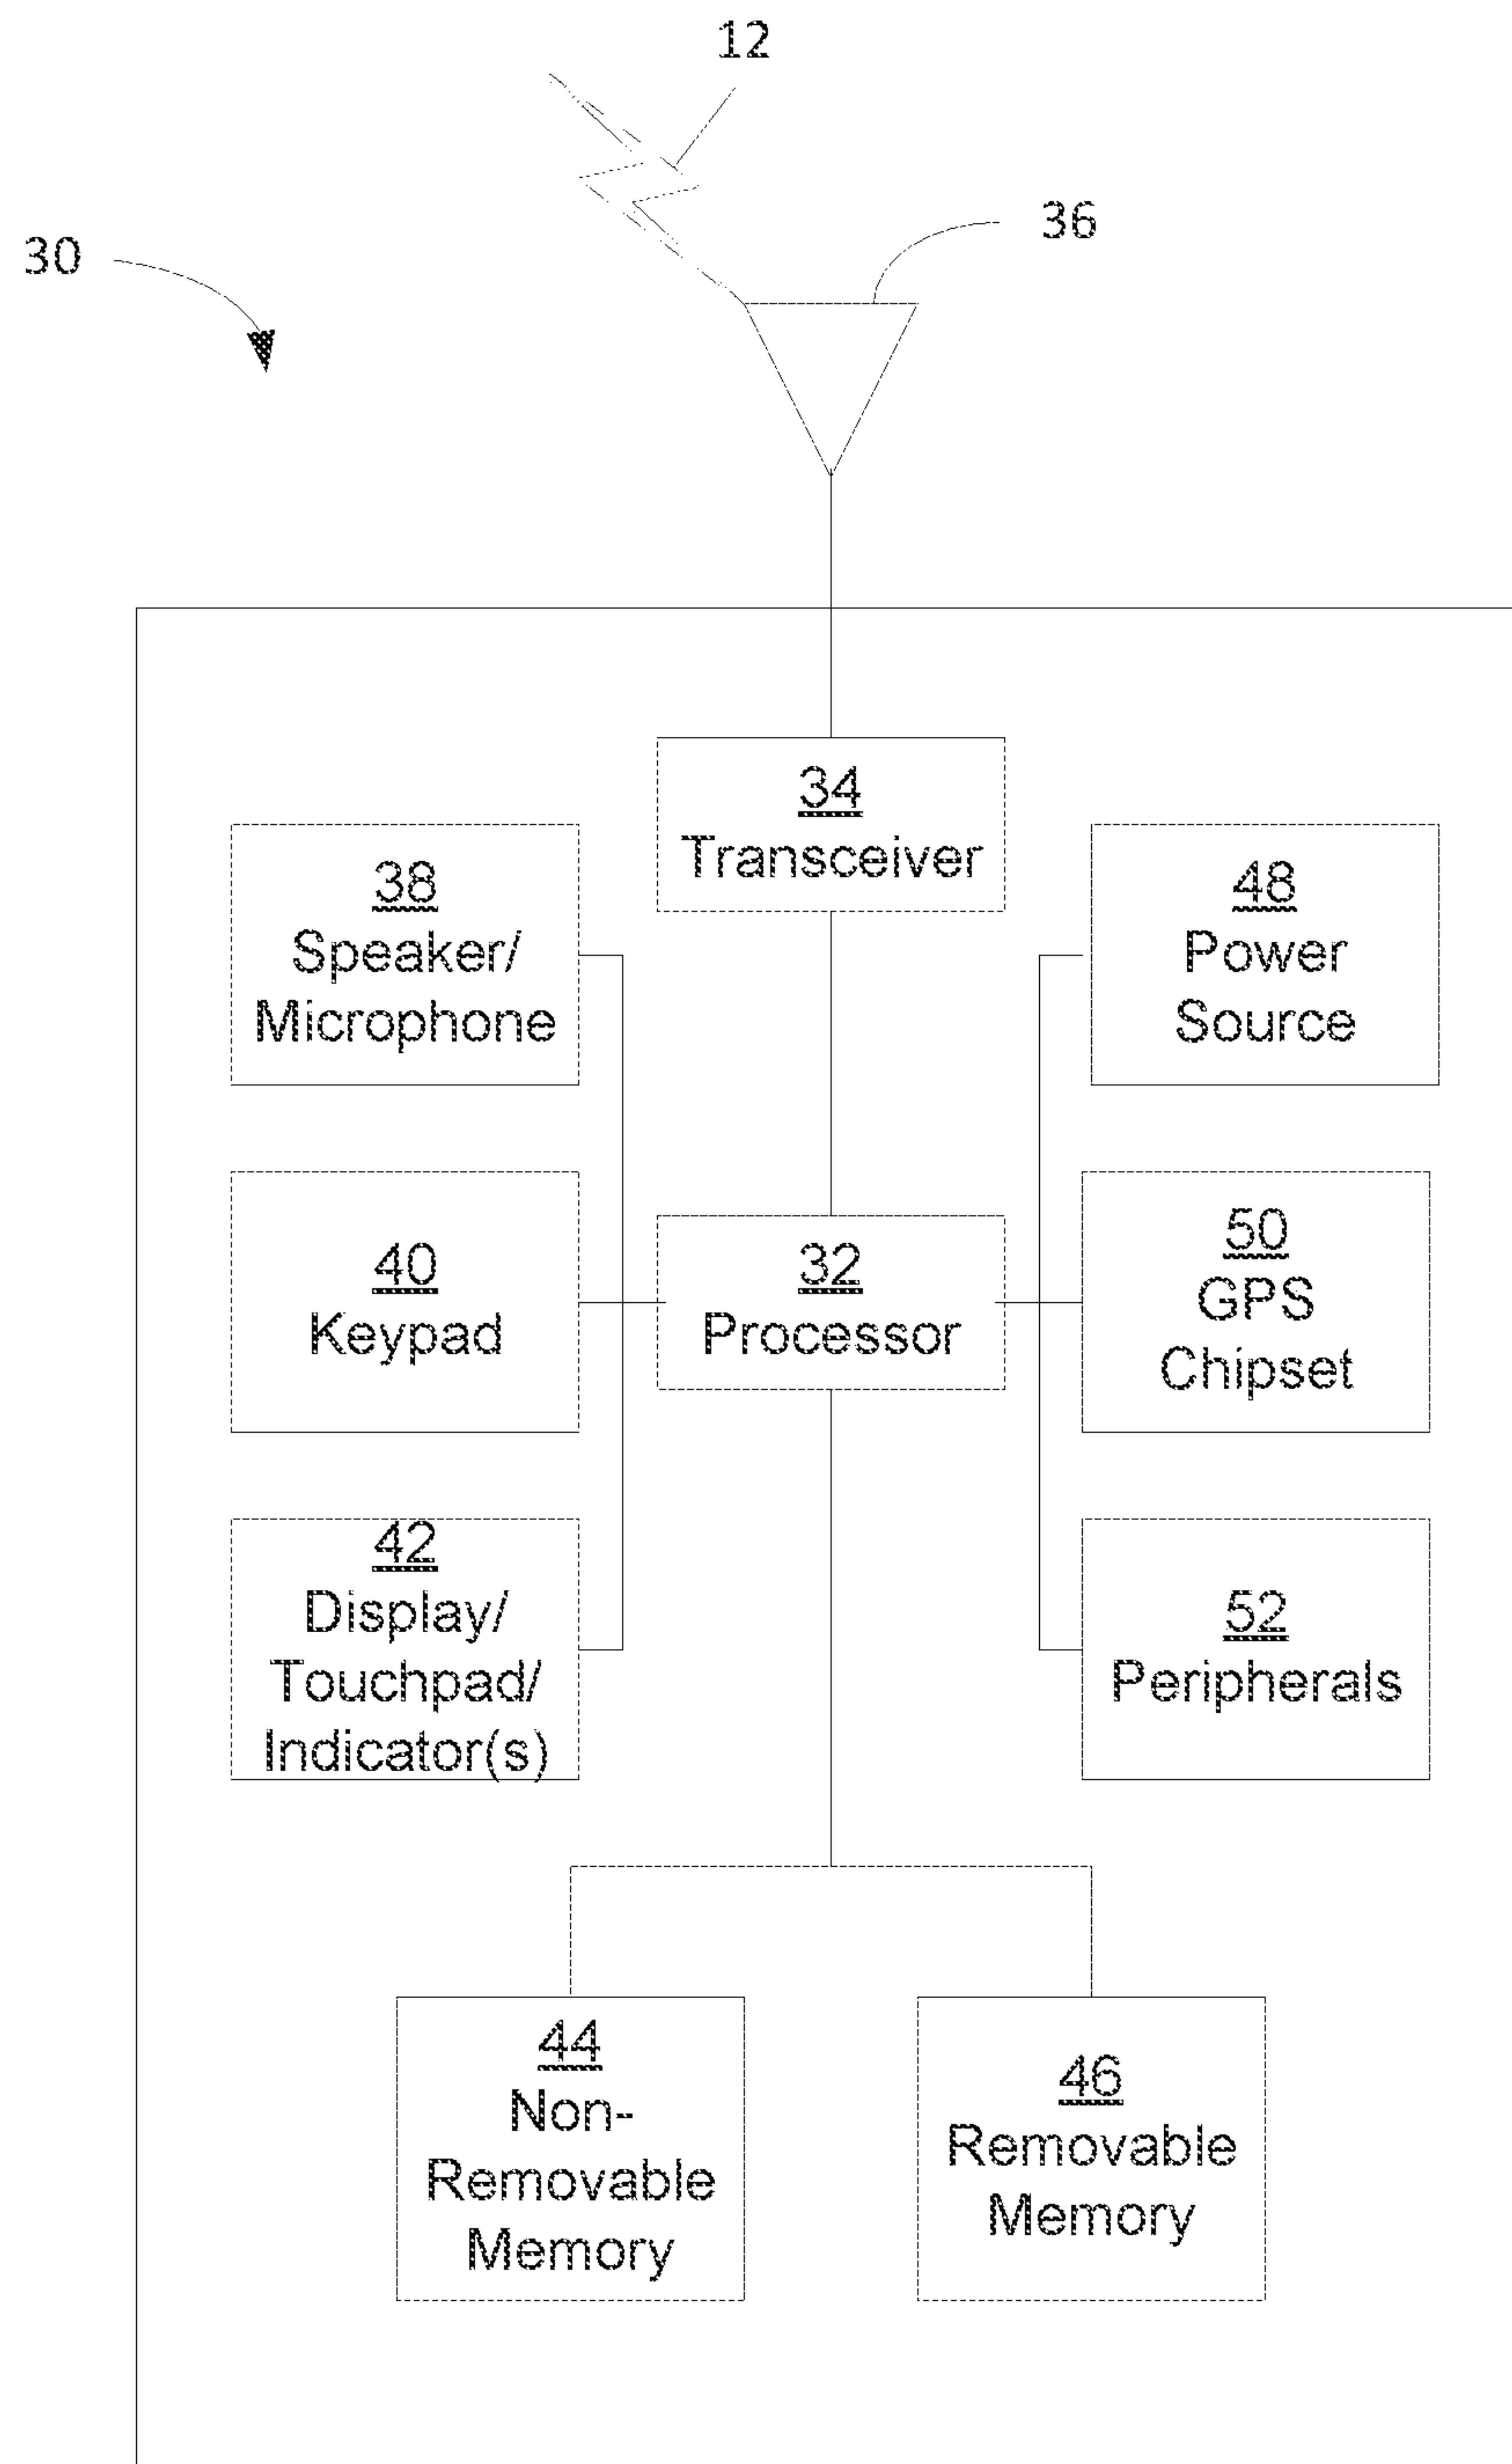 12
36
30
34
Transceiver
38
Speaker/
Microphone
48
Power
Source
40
Keypad
32
Processor
50
GPS
Chipset
42
Display/
Touchpad/
Indicator(s)
52
Peripherals
44
Non-
Removable
Memory
46
Removable
Memory